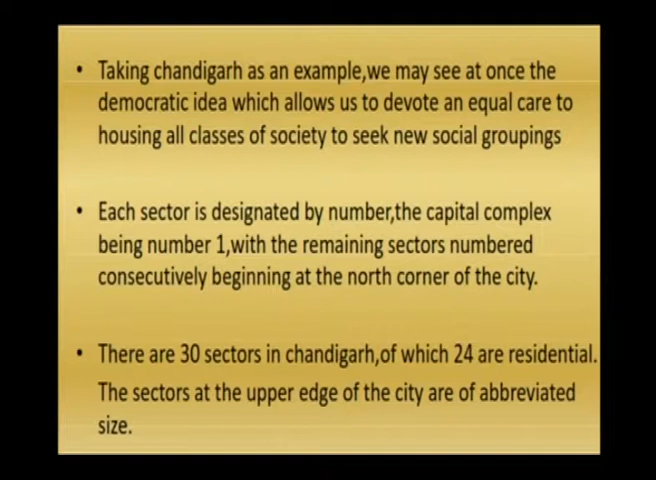 • Taking chandigarh as an example,we may see at once the
democratic idea which allows us to devote an equal care to
housing all classes of society to seek new social groupings
• Each sector is designated by number,the capital complex
being number 1,with the remaining sectors numbered
consecutively beginning at the north corner of the city.
• There are 30 sectors in chandigarh,of which 24 are residential.
The sectors at the upper edge of the city are of abbreviated
size.